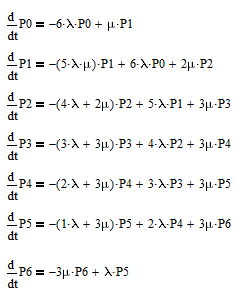 d/dt P0 = −6·λ·P0 + μ·P1
d/dt P1 = −(5·λ·μ)·P1 + 6·λ·P0 + 2μ·P2
d/dt P2 = −(4·λ + 2μ)·P2 + 5·λ·P1 + 3μ·P3
d/dt P3 = −(3·λ + 3μ)·P3 + 4·λ·P2 + 3μ·P4
d/dt P4 = −(2·λ + 3μ)·P4 + 3·λ·P3 + 3μ·P5
d/dt P5 = −(1·λ + 3μ)·P5 + 2·λ·P4 + 3μ·P6
d/dt P6 = −3μ·P6 + λ·P5